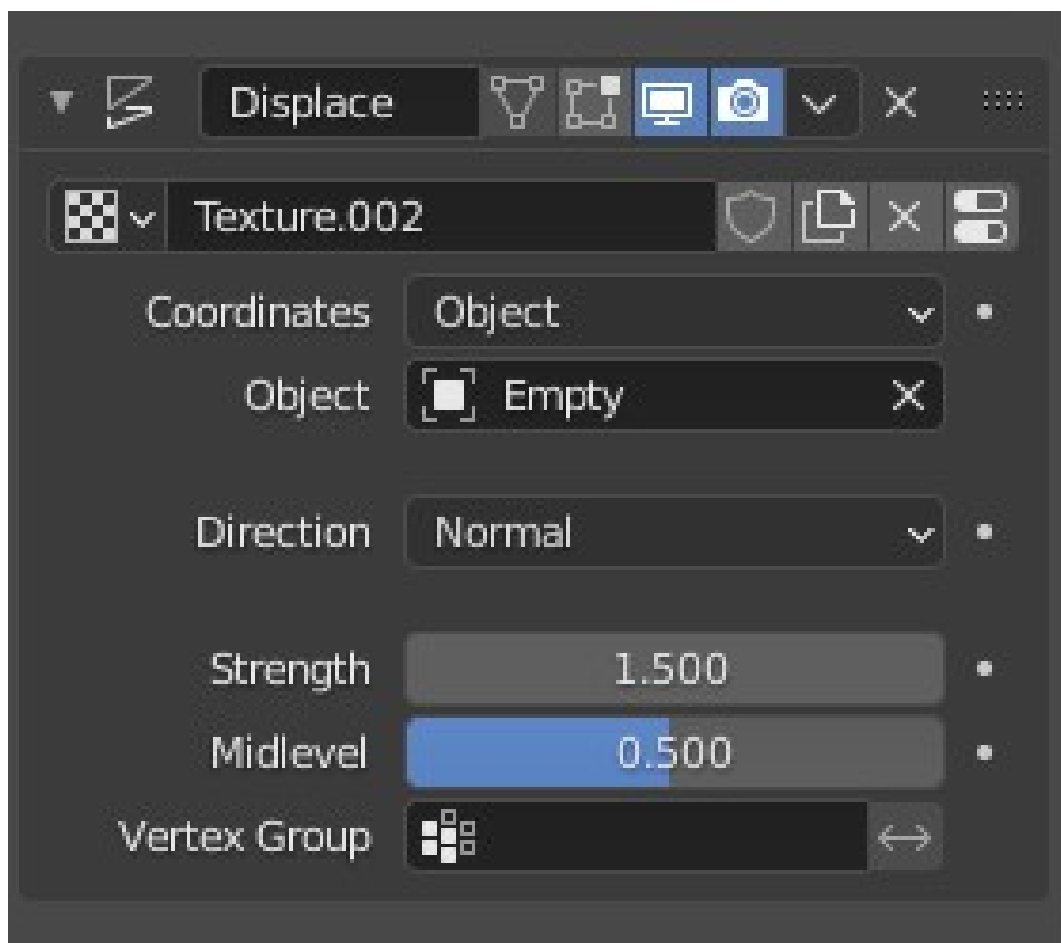 Displace
Texture.002
Coordinates Object
Object Empty
Direction Normal
Strength 1.500
Midlevel 0.500
Vertex Group